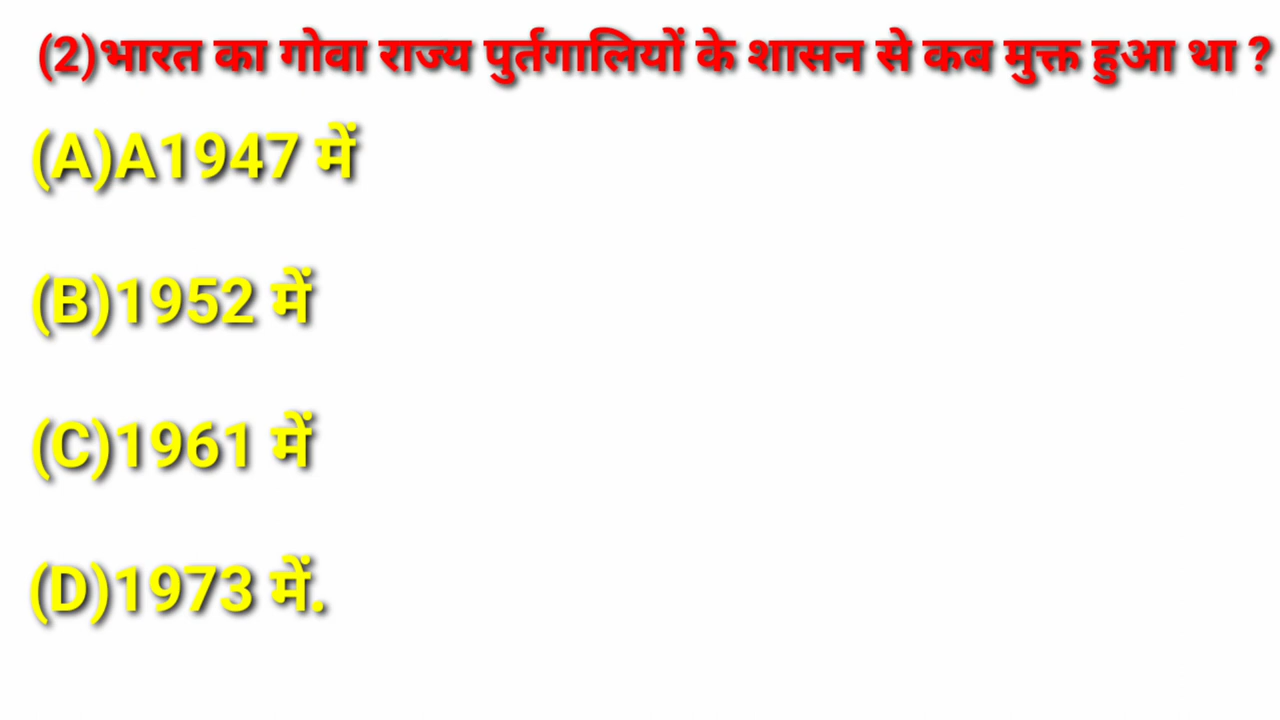 (2)भारत का गोवा राज्य पुर्तगालियों के शासन से कब मुक्त हुआ था ?
(A)A1947 में
(B)1952 में
(C)1961 में
(D)1973 में.